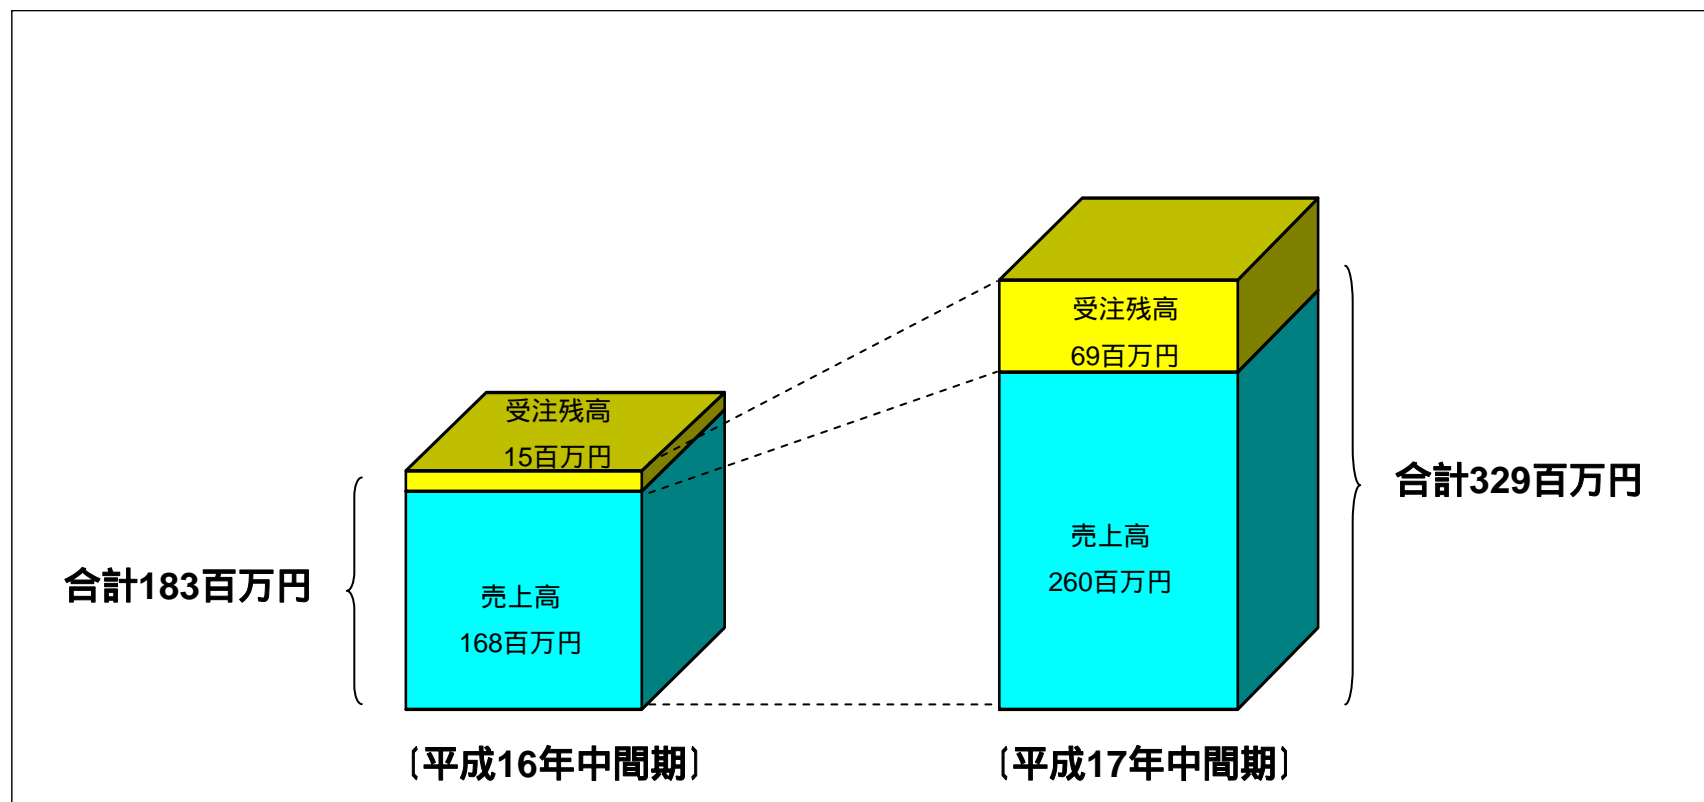 受注残高
15百万円
売上高
168百万円
合計183百万円
〔平成16年中間期〕
受注残高
69百万円
売上高
260百万円
合計329百万円
〔平成17年中間期〕